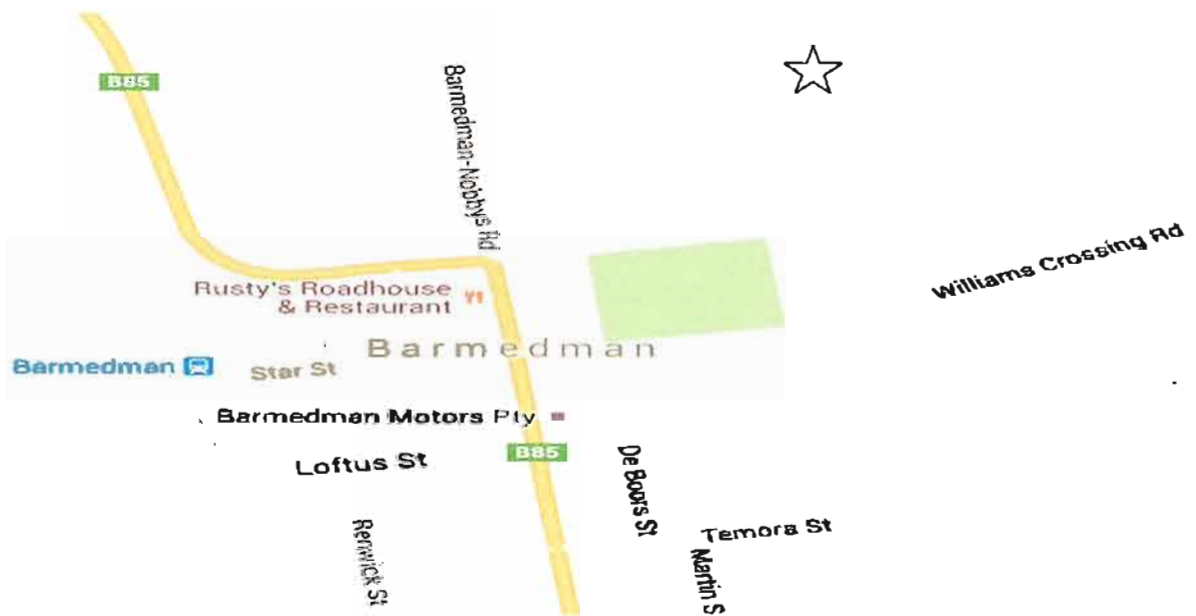 B85
Barmedman-Nobbys Rd
Williams Crossing Rd
Rusty's Roadhouse
& Restaurant
Barmedman
Barmedman
Star St
Barmedman Motors Pty
B85
Loftus St
De Boors St
Temora St
Renwick St
Martin S